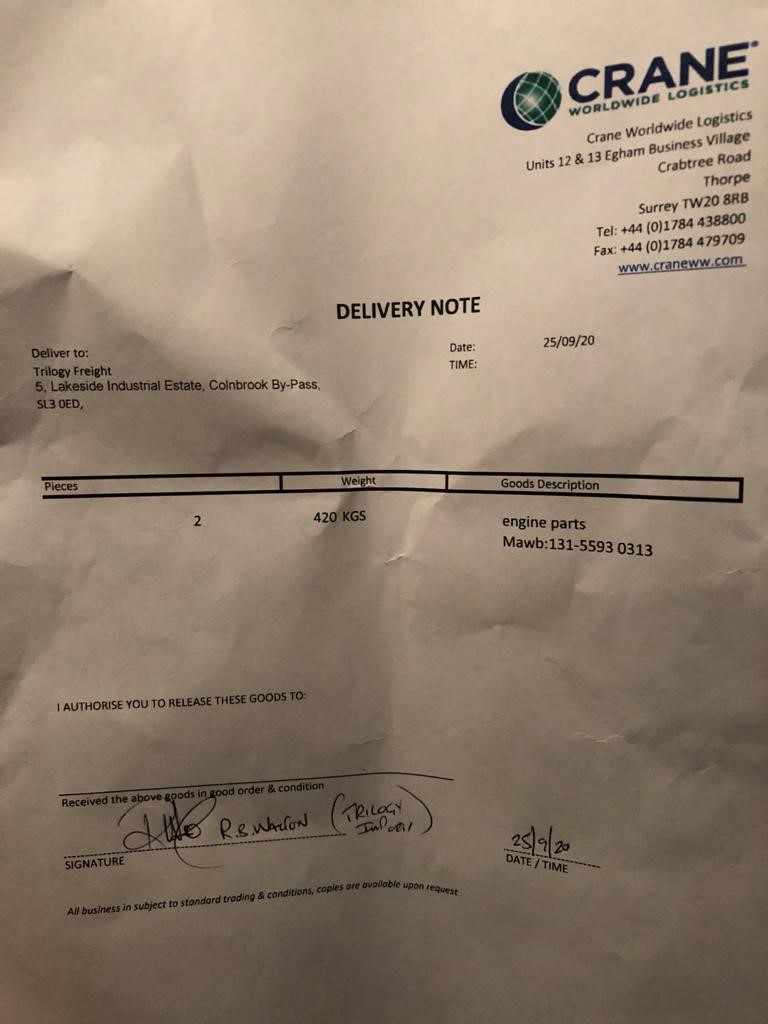 CRANE
WORLDWIDE LOGISTICS
Crane Worldwide Logistics
Units 12 & 13 Egham Business Village
Crabtree Road
Thorpe
Surrey TW20 8RB
Tel: +44 (0)1784 438800
Fax: +44 (0)1784 479709
www.craneww.com
DELIVERY NOTE
Deliver to:
Trilogy Freight
5, Lakeside Industrial Estate, Colnbrook By-Pass,
SL3 0ED,
Date: 25/09/20
TIME:
Pieces Weight Goods Description
2 420 KGS engine parts
Mawb:131-5593 0313
I AUTHORISE YOU TO RELEASE THESE GOODS TO:
Received the above goods in good order & condition
R.B. WALTON (TRILOGY
SIGNATURE
25/9/20
DATE / TIME
All business in subject to standard trading & conditions, copies are available upon request